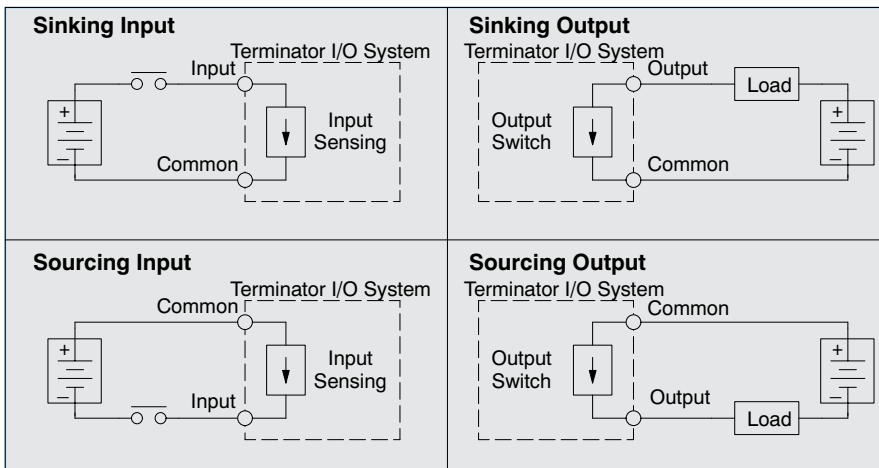 Sinking Input
Terminator I/O System
Input
+
–
Input
Sensing
Common
Sinking Output
Terminator I/O System
Output
Load
+
–
Output
Switch
Common
Sourcing Input
Terminator I/O System
Common
+
–
Input
Sensing
Input
Sourcing Output
Terminator I/O System
Common
+
–
Output
Switch
Output
Load